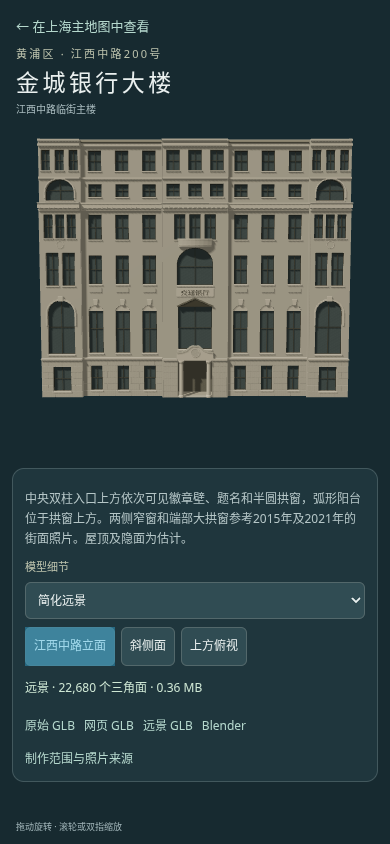 ← 在上海主地图中查看
黄浦区 · 江西中路200号
金城银行大楼
江西中路临街主楼
中央双柱入口上方依次可见徽章壁、题名和半圆拱窗，弧形阳台
位于拱窗上方。两侧窄窗和端部大拱窗参考2015年及2021年的
街面照片。屋顶及隐面为估计。
模型细节
简化远景
江西中路立面 斜侧面 上方俯视
远景 · 22,680 个三角面 · 0.36 MB
原始 GLB 网页 GLB 远景 GLB Blender
制作范围与照片来源
拖动旋转 · 滚轮或双指缩放